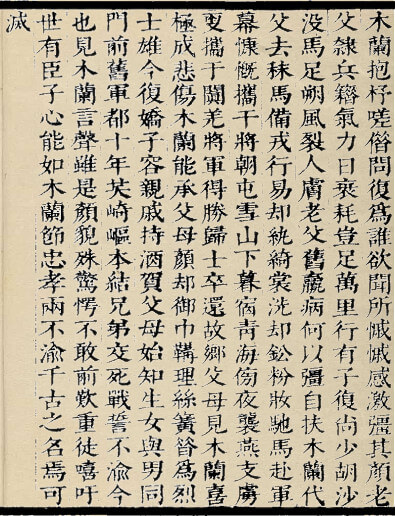 木蘭抱杼嗟俗問復爲誰欲聞所慽慽感激彊其顏老
父隸兵籍氣力日衰耗豈足萬里行有子復尚少胡沙
没馬足朔風裂人膚老父舊羸病何以彊自扶木蘭代
父去秣馬備戎行易却紈綺裳洗却鈆粉妝馳馬赴軍
幕慷慨攜干將朝屯雪山下暮宿青海傍夜襲燕支虜
更攜于闐羌將軍得勝歸士卒還故鄉父母見木蘭喜
極成悲傷木蘭能承父母顏却御巾鞲理絲簧昔爲烈
士雄今復嬌子容親戚持酒賀父母始知生女與男同
門前舊軍都十年共崎嶇本結兄弟交死戰誓不渝今
也見木蘭言聲雖是顏貌殊驚愕不敢前歎重徒嘻吁
世有臣子心能如木蘭節忠孝兩不渝千古之名焉可
滅